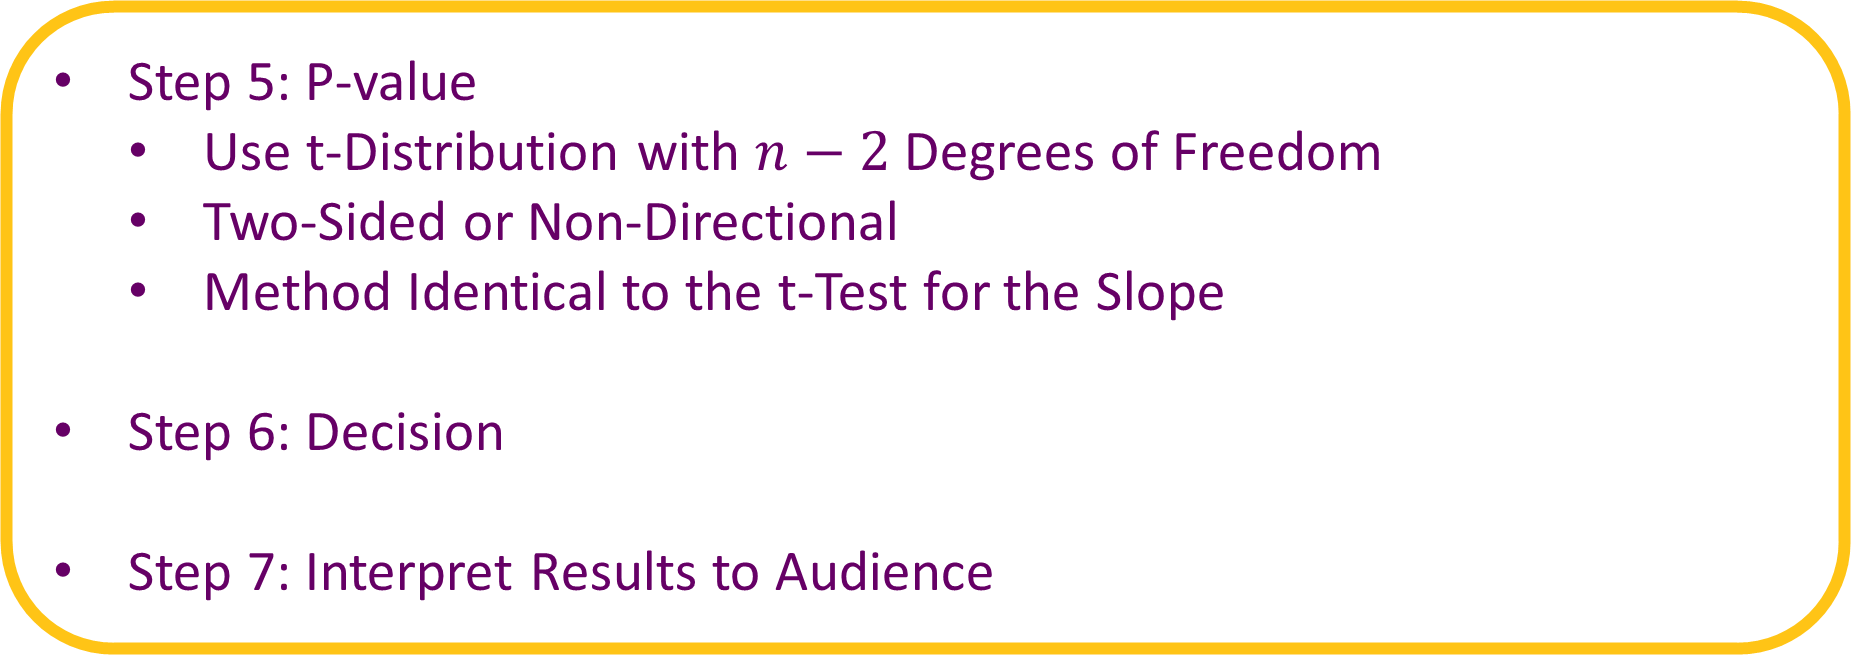 • Step 5: P-value
• Use t-Distribution with n − 2 Degrees of Freedom
• Two-Sided or Non-Directional
• Method Identical to the t-Test for the Slope
• Step 6: Decision
• Step 7: Interpret Results to Audience